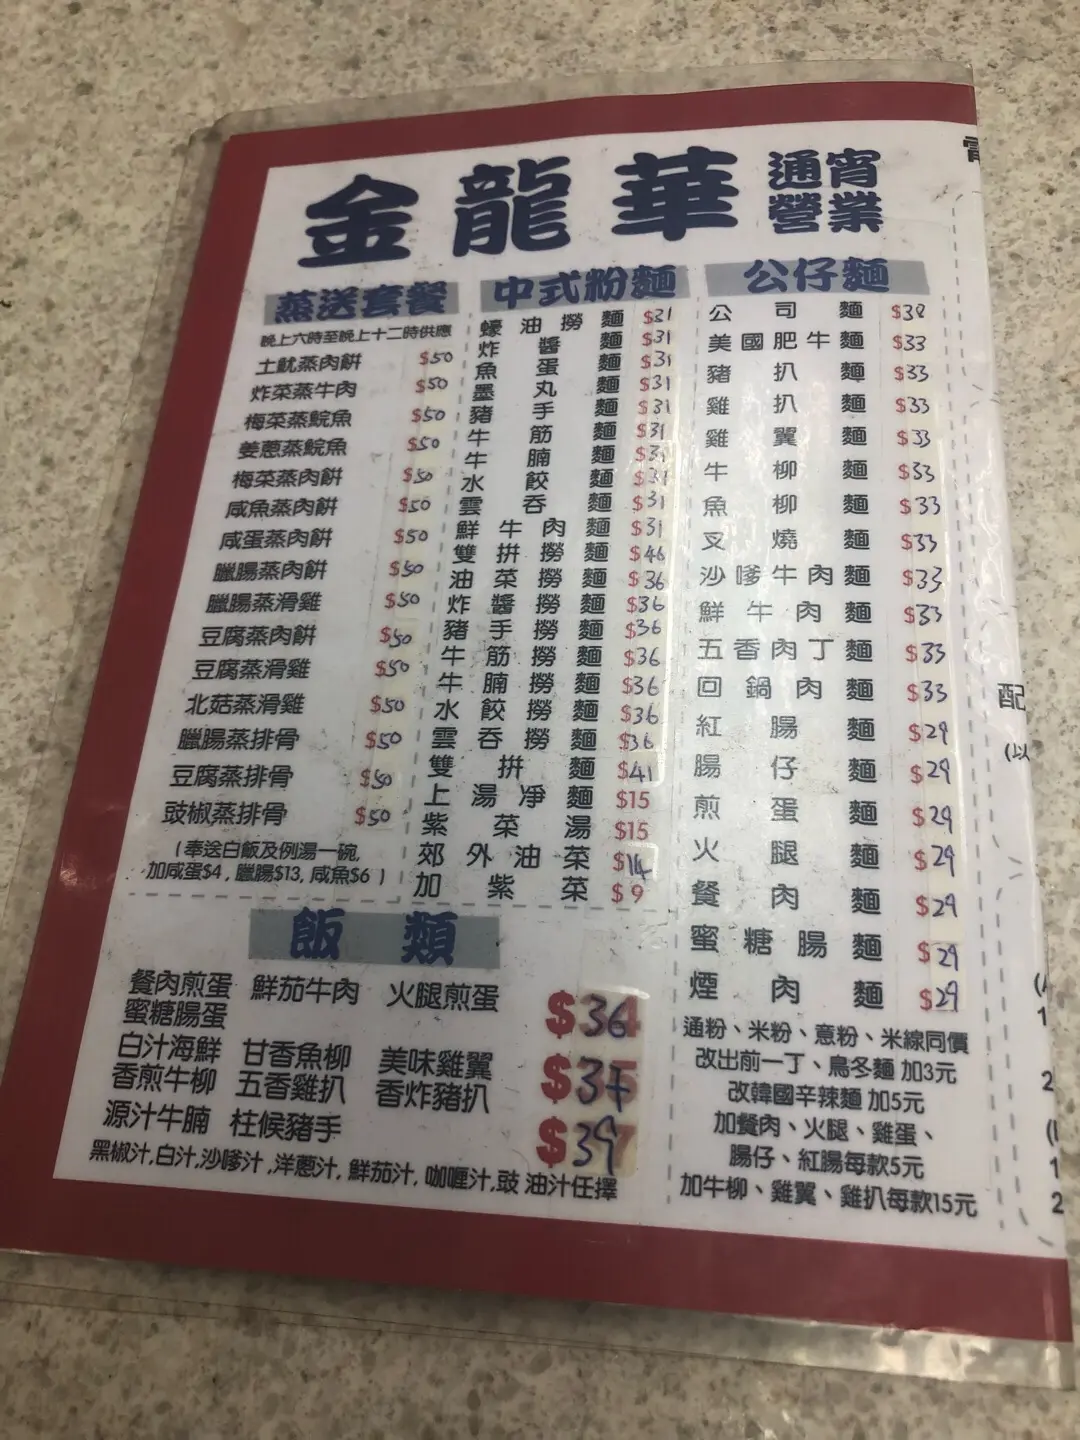 金龍華 通宵營業
蒸送套餐
晚上六時至晚上十二時供應
土魷蒸肉餅 $50
炸菜蒸牛肉 $50
梅菜蒸鯇魚 $50
姜蔥蒸鯇魚 $50
梅菜蒸肉餅 $50
咸魚蒸肉餅 $50
咸蛋蒸肉餅 $50
臘腸蒸肉餅 $50
臘腸蒸滑雞 $50
豆腐蒸肉餅 $50
豆腐蒸滑雞 $50
北菇蒸滑雞 $50
臘腸蒸排骨 $50
豆腐蒸排骨 $50
豉椒蒸排骨 $50
(奉送白飯及例湯一碗,
加咸蛋$4,臘腸$13,咸魚$6)
中式粉麵
蠔油撈麵 $31
炸醬麵 $31
魚蛋麵 $31
墨丸麵 $31
豬手麵 $31
牛筋麵 $31
牛腩麵 $31
水餃麵 $31
雲吞麵 $31
鮮牛肉麵 $31
雙拼撈麵 $46
油菜撈麵 $36
炸醬撈麵 $36
豬手撈麵 $36
牛筋撈麵 $36
牛腩撈麵 $36
水餃撈麵 $36
雲吞撈麵 $36
雙拼麵 $41
上湯淨麵 $15
紫菜湯 $15
郊外油菜 $14
加紫菜 $9
公仔麵
公司麵 $38
美國肥牛麵 $33
豬扒麵 $33
雞扒麵 $33
雞翼麵 $33
牛柳麵 $33
魚柳麵 $33
叉燒麵 $33
沙嗲牛肉麵 $33
鮮牛肉麵 $33
五香肉丁麵 $33
回鍋肉麵 $33
紅腸麵 $29
腸仔麵 $29
煎蛋麵 $29
火腿麵 $29
餐肉麵 $29
蜜糖腸麵 $29
煙肉麵 $29
通粉、米粉、意粉、米線同價
改出前一丁、烏冬麵 加3元
改韓國辛辣麵 加5元
加餐肉、火腿、雞蛋、
腸仔、紅腸每款5元
加牛柳、雞翼、雞扒每款15元
飯類
餐肉煎蛋 鮮茄牛肉 火腿煎蛋 $36
蜜糖腸蛋
白汁海鮮 甘香魚柳 美味雞翼 $37
香煎牛柳 五香雞扒 香炸豬扒
源汁牛腩 柱候豬手 $39
黑椒汁,白汁,沙嗲汁,洋蔥汁,鮮茄汁,咖喱汁,豉油汁任擇
配
(以